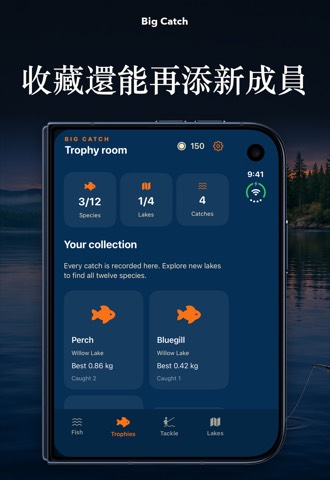 Big Catch
收藏還能再添新成員
BIG CATCH
Trophy room
150
9:41
3/12
Species
1/4
Lakes
4
Catches
Your collection
Every catch is recorded here. Explore new lakes
to find all twelve species.
Perch
Willow Lake
Best 0.86 kg
Caught 2
Bluegill
Willow Lake
Best 0.42 kg
Caught 1
Fish
Trophies
Tackle
Lakes